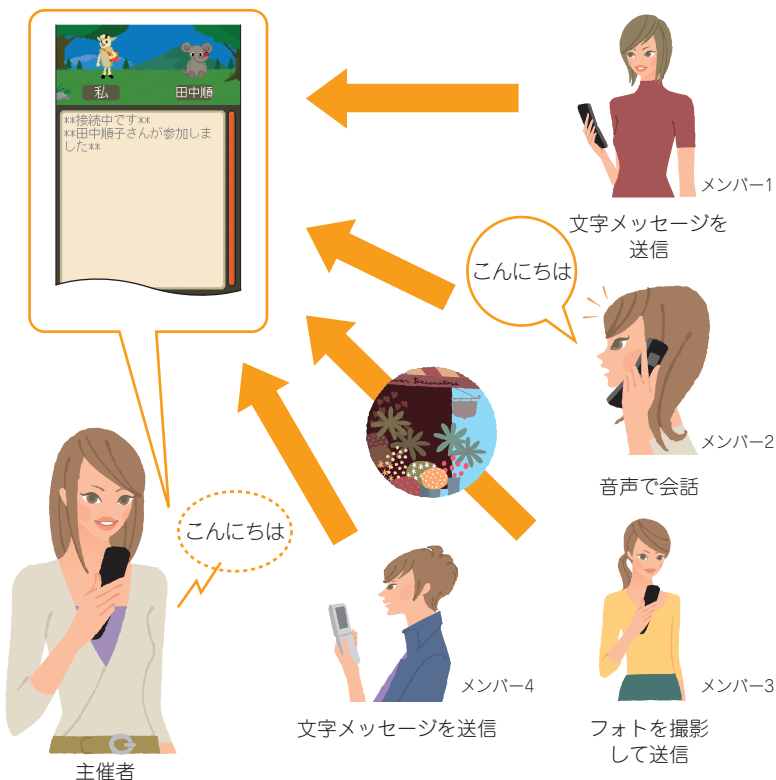 私
田中順
**接続中です**
**田中順子さんが参加しま
した**
メンバー1
文字メッセージを
送信
こんにちは
メンバー2
音声で会話
こんにちは
メンバー4
文字メッセージを送信
メンバー3
フォトを撮影
して送信
主催者